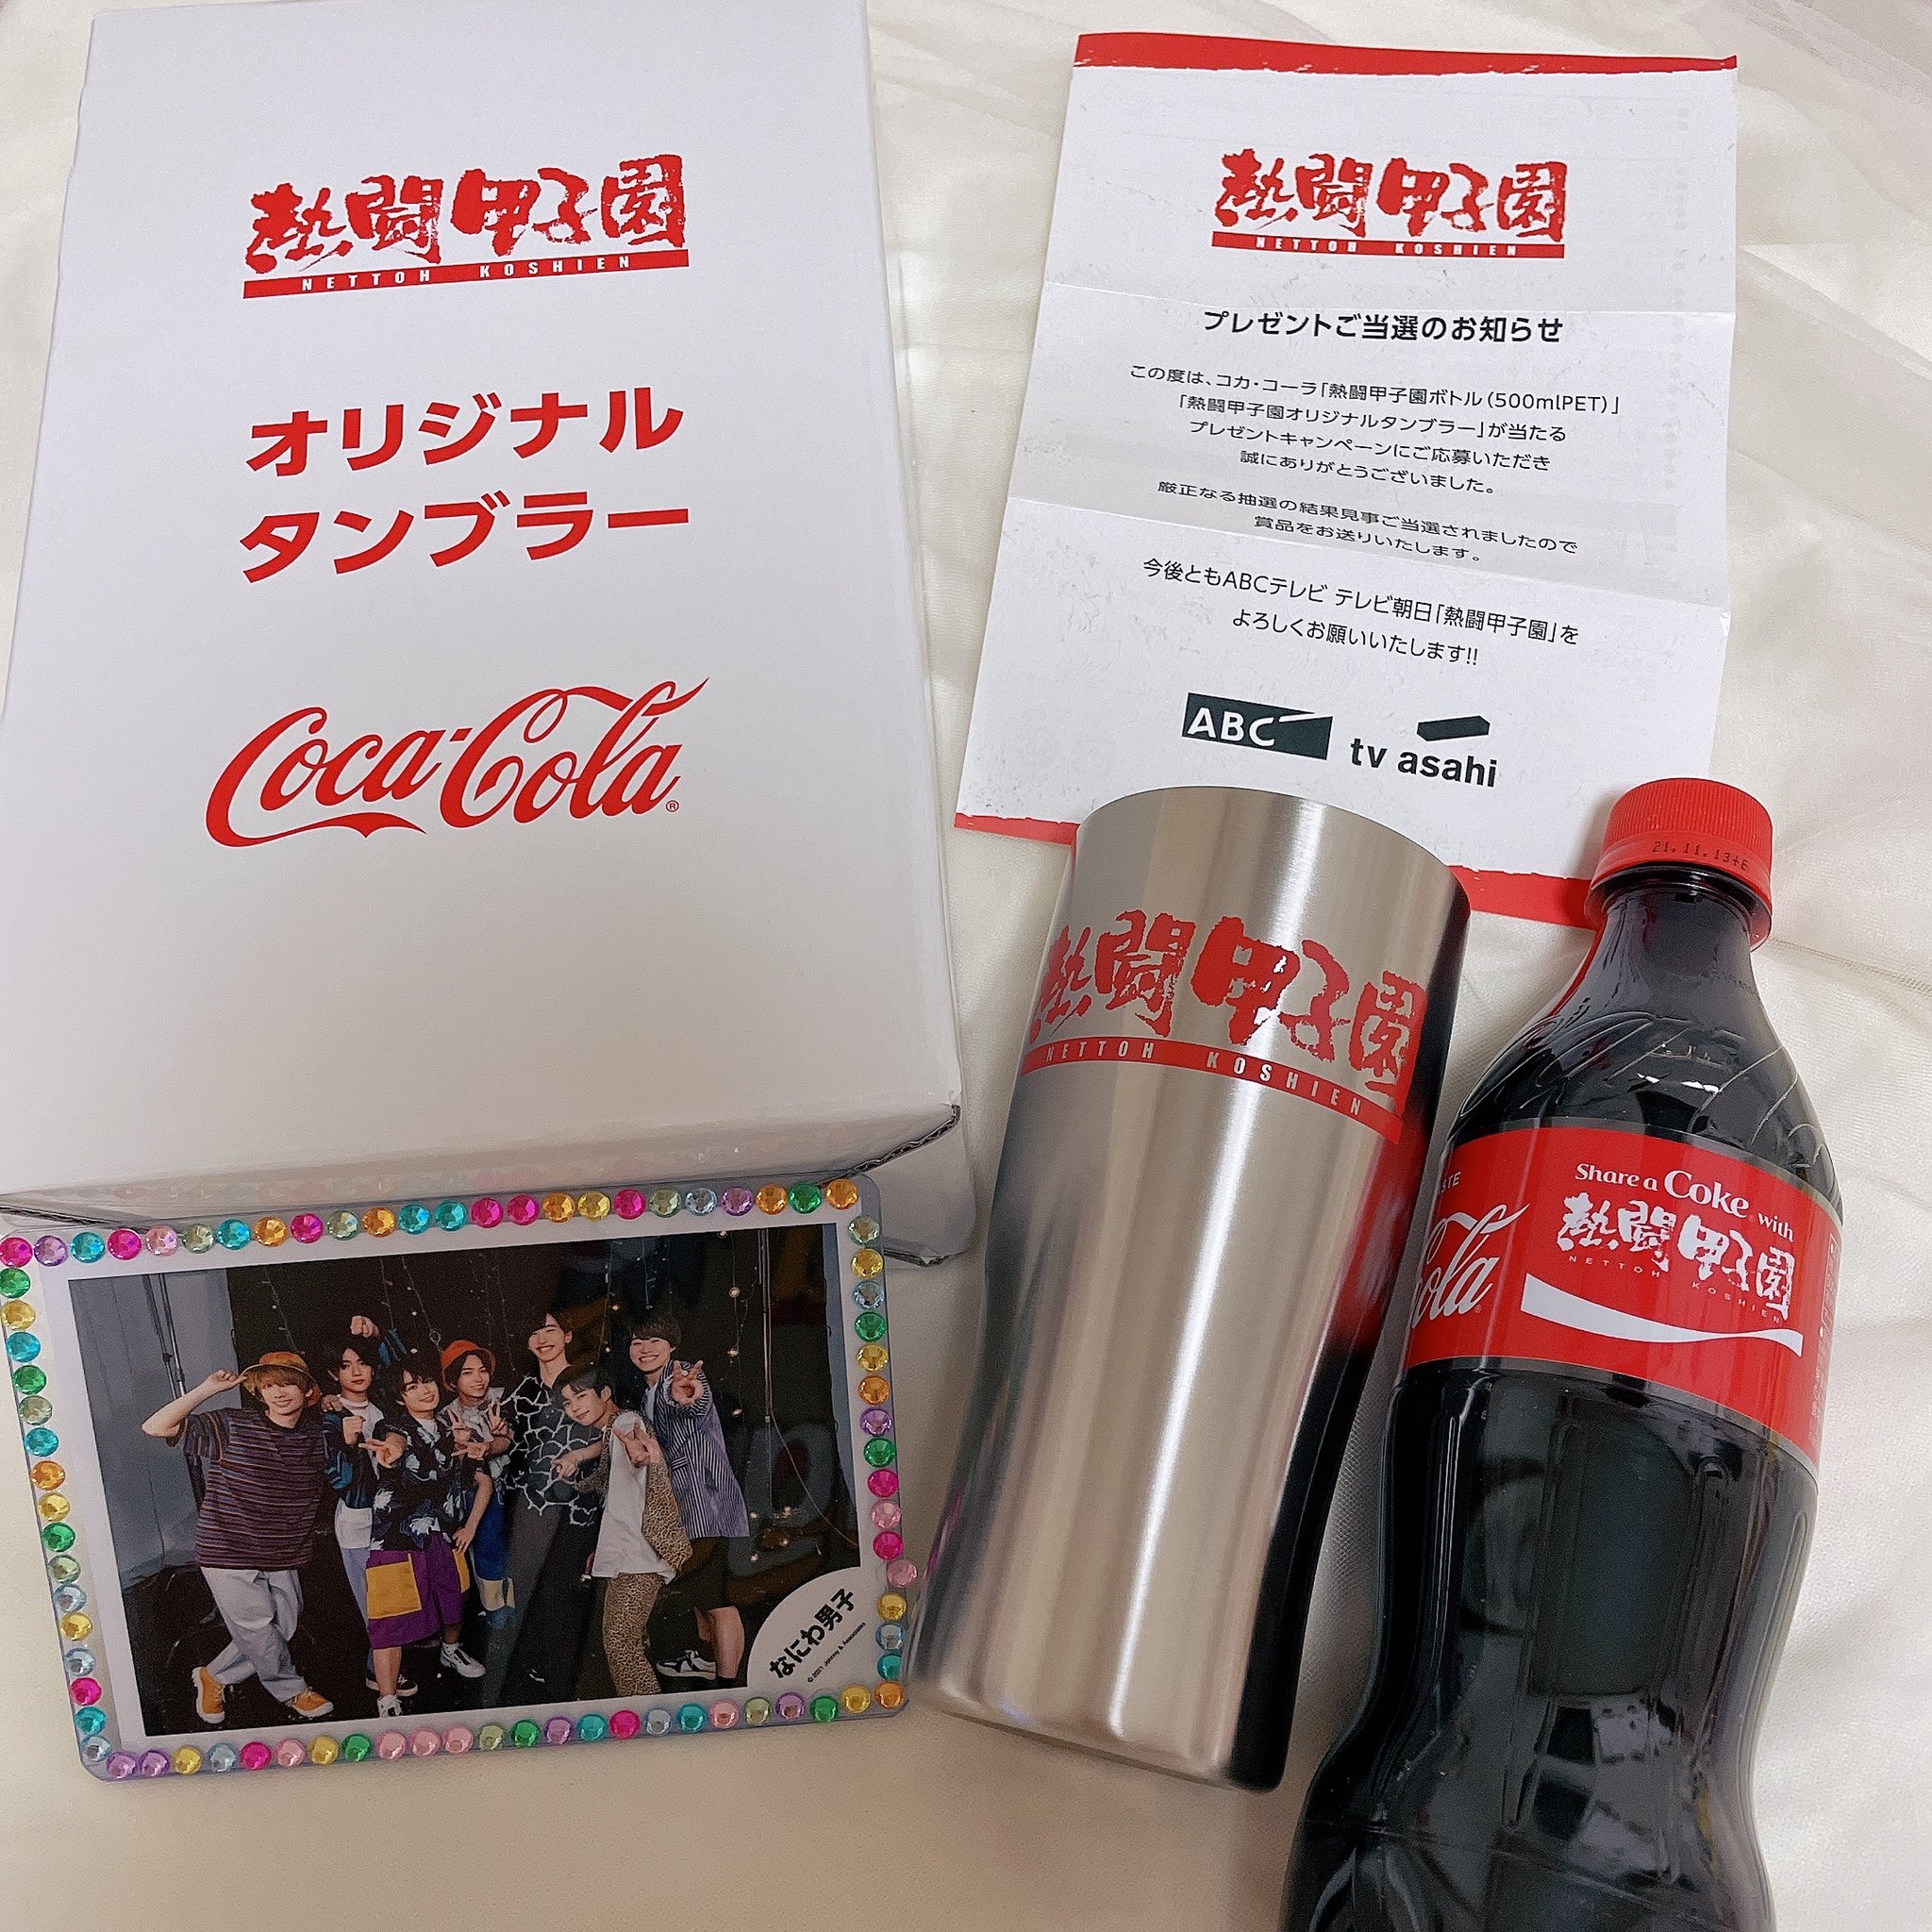 熱闘甲子園
NETTOH KOSHIEN
オリジナル
タンブラー
Coca-Cola®
熱闘甲子園
NETTOH KOSHIEN
プレゼントご当選のお知らせ
この度は、コカ・コーラ「熱闘甲子園ボトル(500mlPET)」
「熱闘甲子園オリジナルタンブラー」が当たる
プレゼントキャンペーンにご応募いただき
誠にありがとうございました。
厳正なる抽選の結果見事ご当選されましたので
賞品をお送りいたします。
今後ともABCテレビ テレビ朝日「熱闘甲子園」を
よろしくお願いいたします!!
ABC
tv asahi
熱闘甲子園
NETTOH KOSHIEN
21.11.13+E
Share a Coke with
熱闘甲子園
NETTOH KOSHIEN
なにわ男子
© 2021 Johnny & Associates